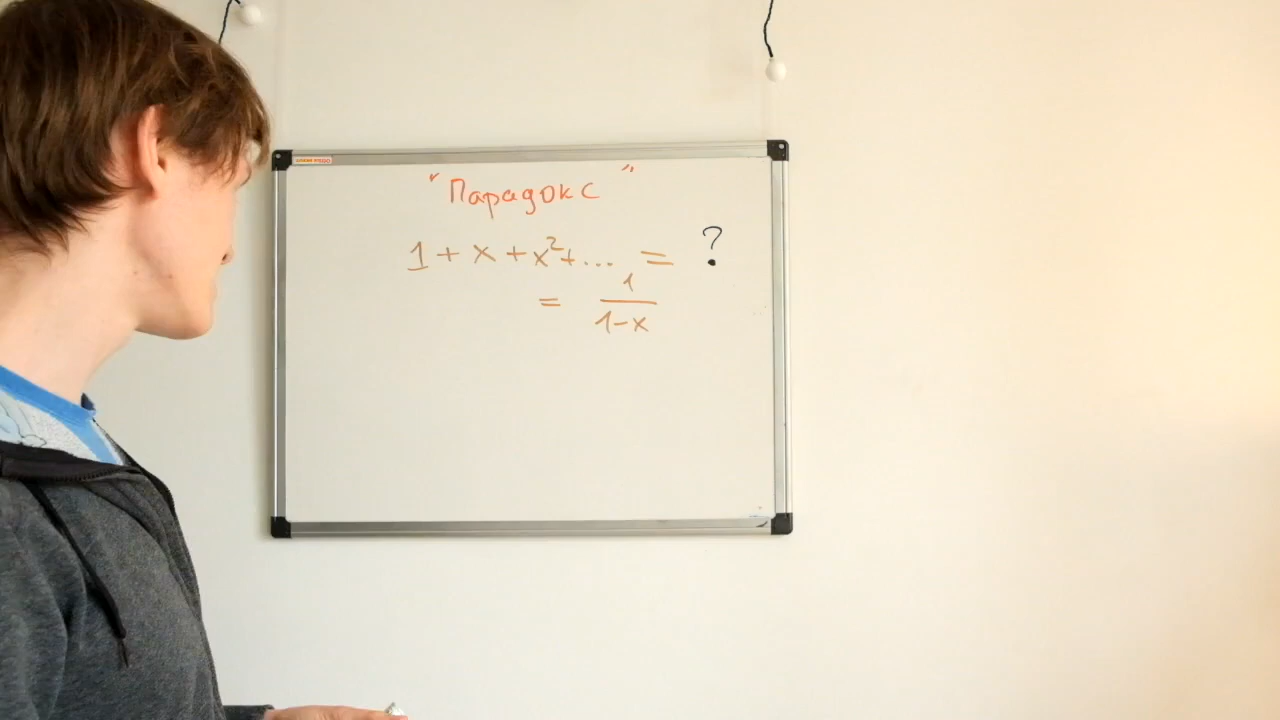 "Парадокс"
1 + x + x² + ... = ?
= 1/(1-x)